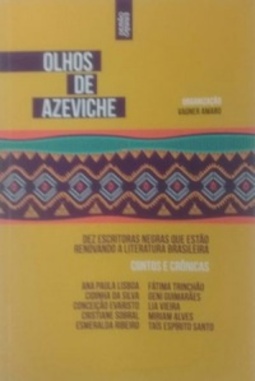 OLHOS
DE
AZEVICHE
ORGANIZAÇÃO
VAGNER AMARO
DEZ ESCRITORAS NEGRAS QUE ESTÃO
RENOVANDO A LITERATURA BRASILEIRA
CONTOS E CRÔNICAS
ANA PAULA LISBOA
CIDINHA DA SILVA
CONCEIÇÃO EVARISTO
CRISTIANE SOBRAL
ESMERALDA RIBEIRO
FÁTIMA TRINCHÃO
GENI GUIMARÃES
LIA VIEIRA
MIRIAM ALVES
TAÍS ESPÍRITO SANTO